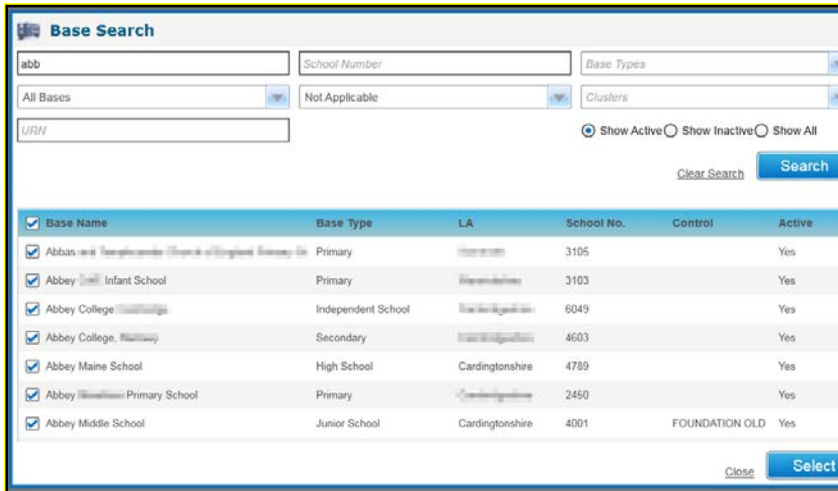 Base Search
abb School Number Base Types
All Bases Not Applicable Clusters
URN Show Active Show Inactive Show All
Clear Search Search
Base Name Base Type LA School No. Control Active
Abbas Primary 3105 Yes
Abbey Infant School Primary 3103 Yes
Abbey College Independent School 6049 Yes
Abbey College, Secondary 4603 Yes
Abbey Maine School High School Cardingtonshire 4789 Yes
Abbey Primary School Primary 2450 Yes
Abbey Middle School Junior School Cardingtonshire 4001 FOUNDATION OLD Yes
Close Select